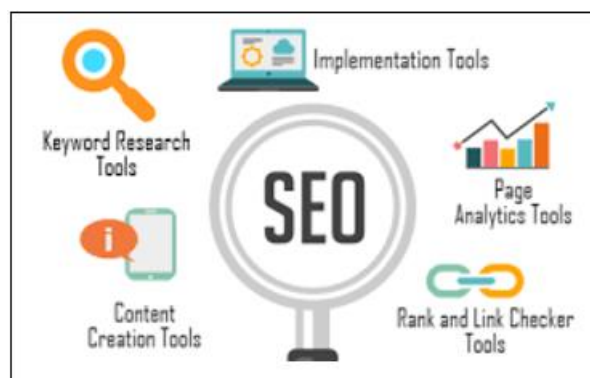 Implementation Tools
Keyword Research
Tools
SEO
Page
Analytics Tools
i
Content
Creation Tools
Rank and Link Checker
Tools